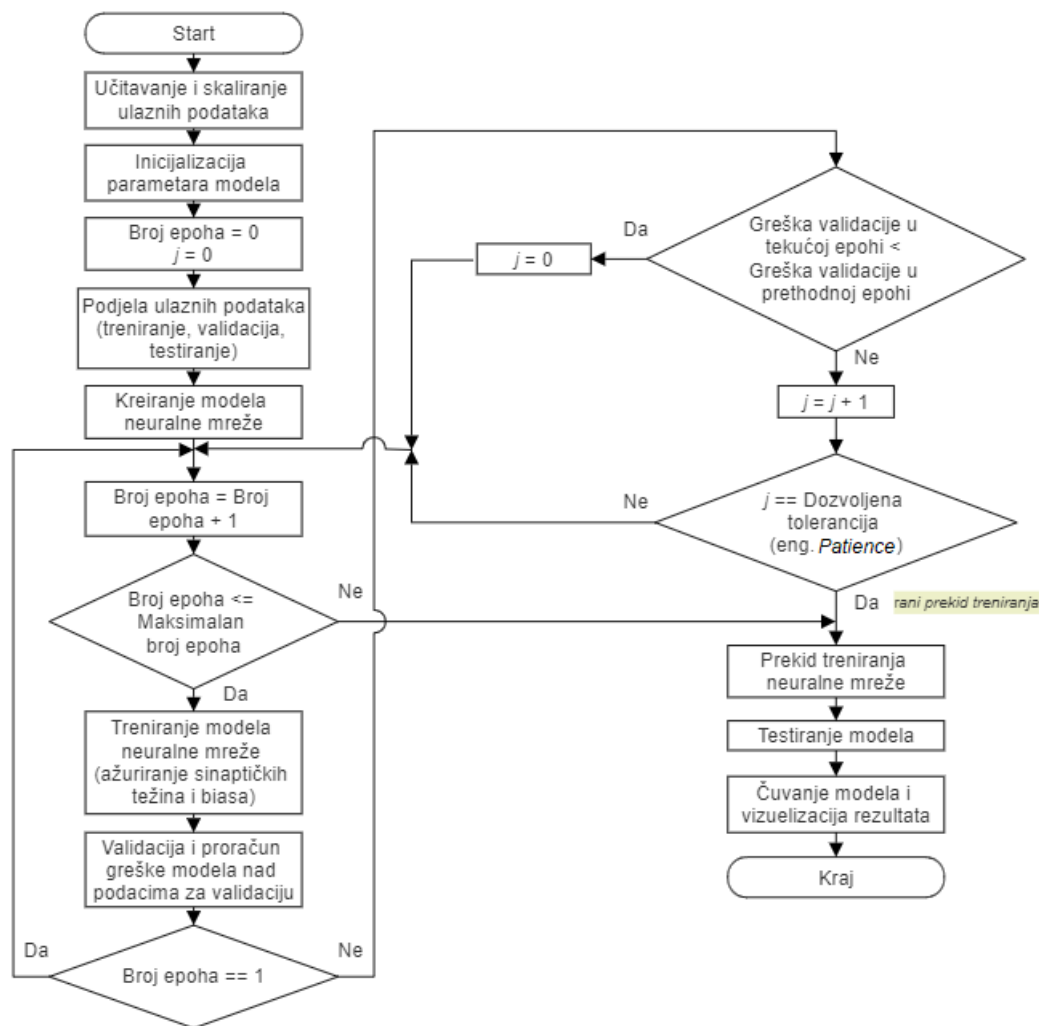 Start
Učitavanje i skaliranje
ulaznih podataka
Inicijalizacija
parametara modela
Broj epoha = 0
j = 0
Podjela ulaznih podataka
(treniranje, validacija,
testiranje)
Kreiranje modela
neuralne mreže
Broj epoha = Broj
epoha + 1
Broj epoha <=
Maksimalan
broj epoha
Ne
Da
Treniranje modela
neuralne mreže
(ažuriranje sinaptičkih
težina i biasa)
Validacija i proračun
greške modela nad
podacima za validaciju
Da
Ne
Broj epoha == 1
Greška validacije u
tekućoj epohi <
Greška validacije u
prethodnoj epohi
Da
j = 0
Ne
j = j + 1
Ne
j == Dozvoljena
tolerancija
(eng. Patience)
Da
rani prekid treniranja
Prekid treniranja
neuralne mreže
Testiranje modela
Čuvanje modela i
vizuelizacija rezultata
Kraj